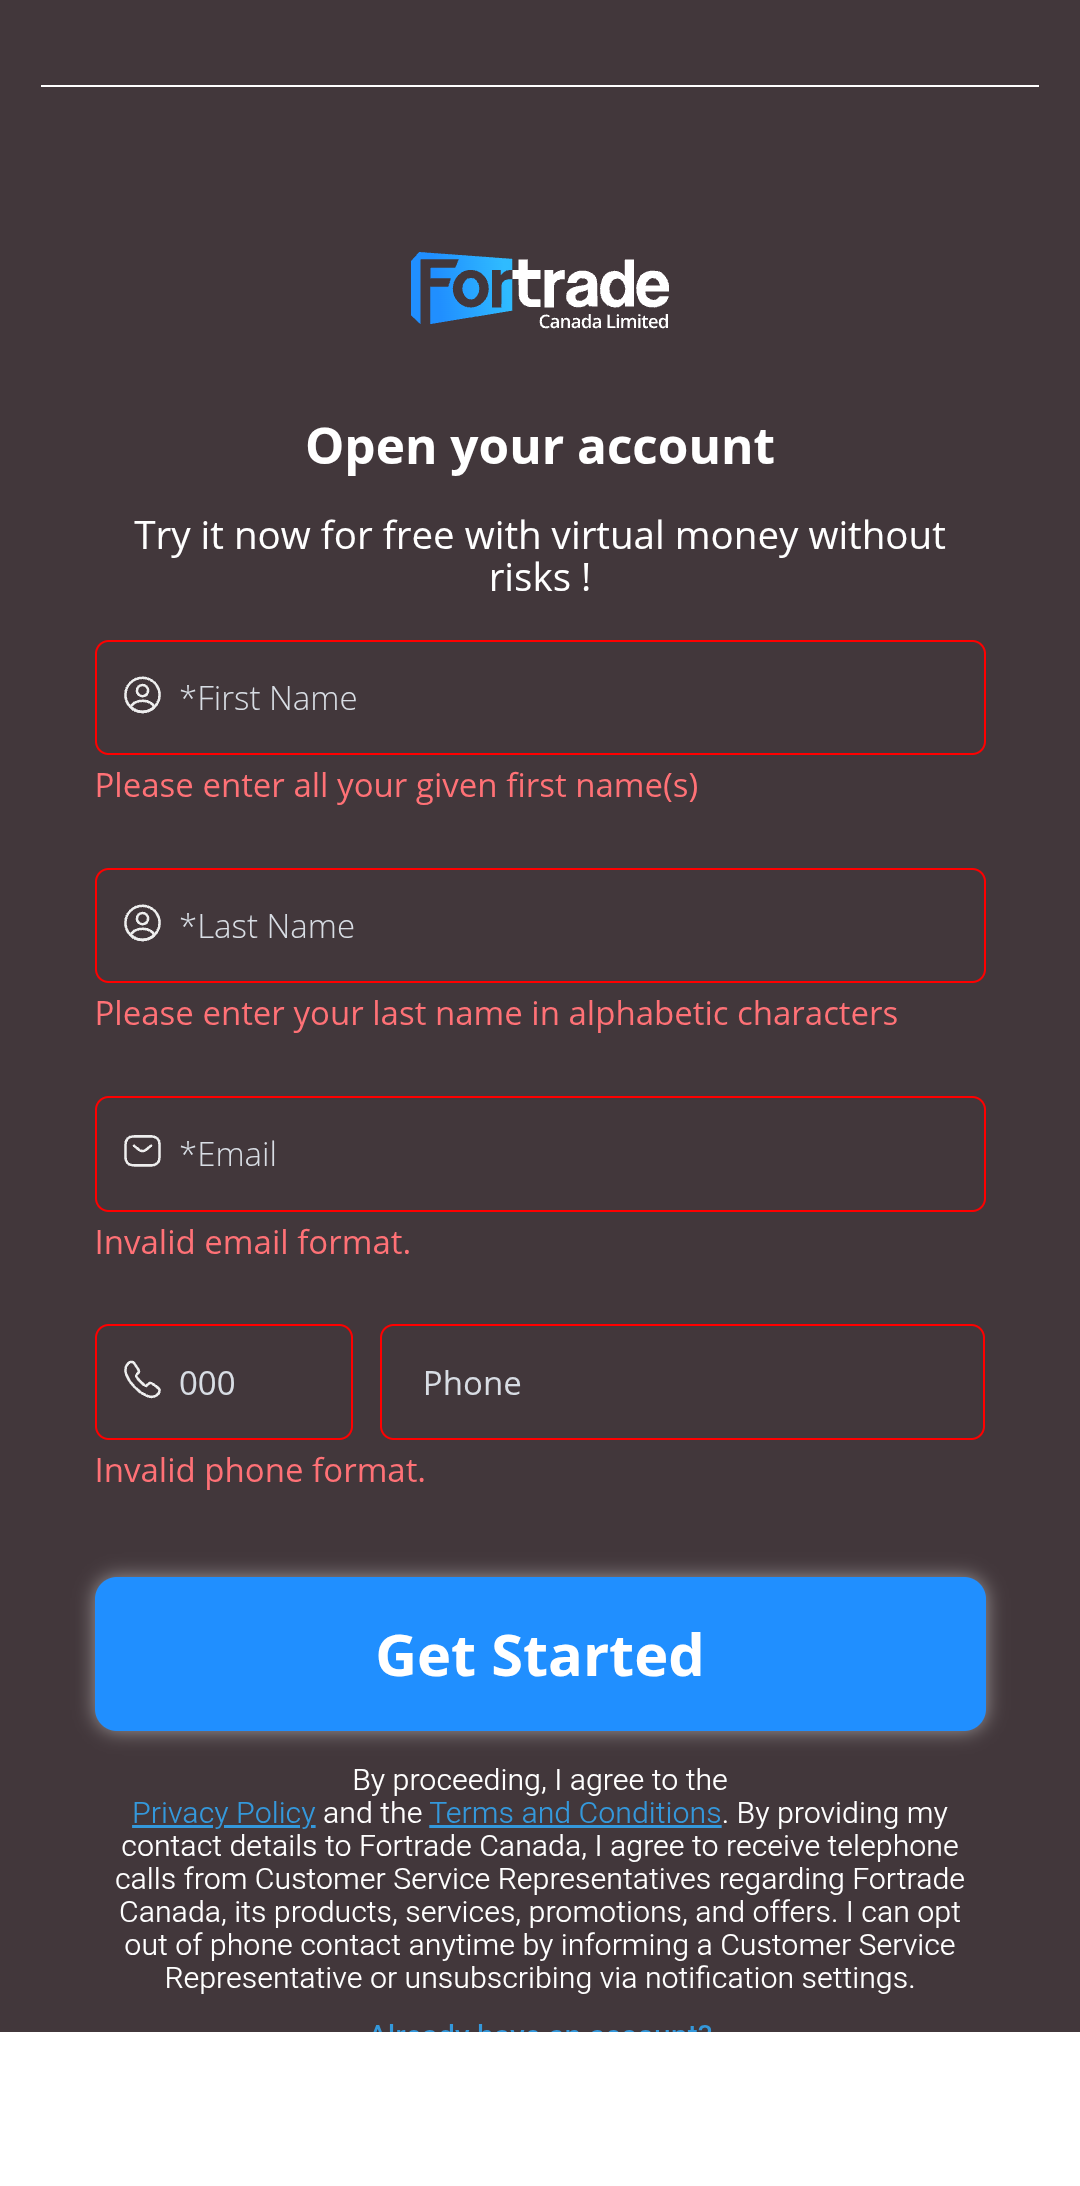 Fortrade
Canada Limited
Open your account
Try it now for free with virtual money without
risks !
*First Name
Please enter all your given first name(s)
*Last Name
Please enter your last name in alphabetic characters
*Email
Invalid email format.
000 Phone
Invalid phone format.
Get Started
By proceeding, I agree to the
Privacy Policy and the Terms and Conditions. By providing my
contact details to Fortrade Canada, I agree to receive telephone
calls from Customer Service Representatives regarding Fortrade
Canada, its products, services, promotions, and offers. I can opt
out of phone contact anytime by informing a Customer Service
Representative or unsubscribing via notification settings.
Already have an account?